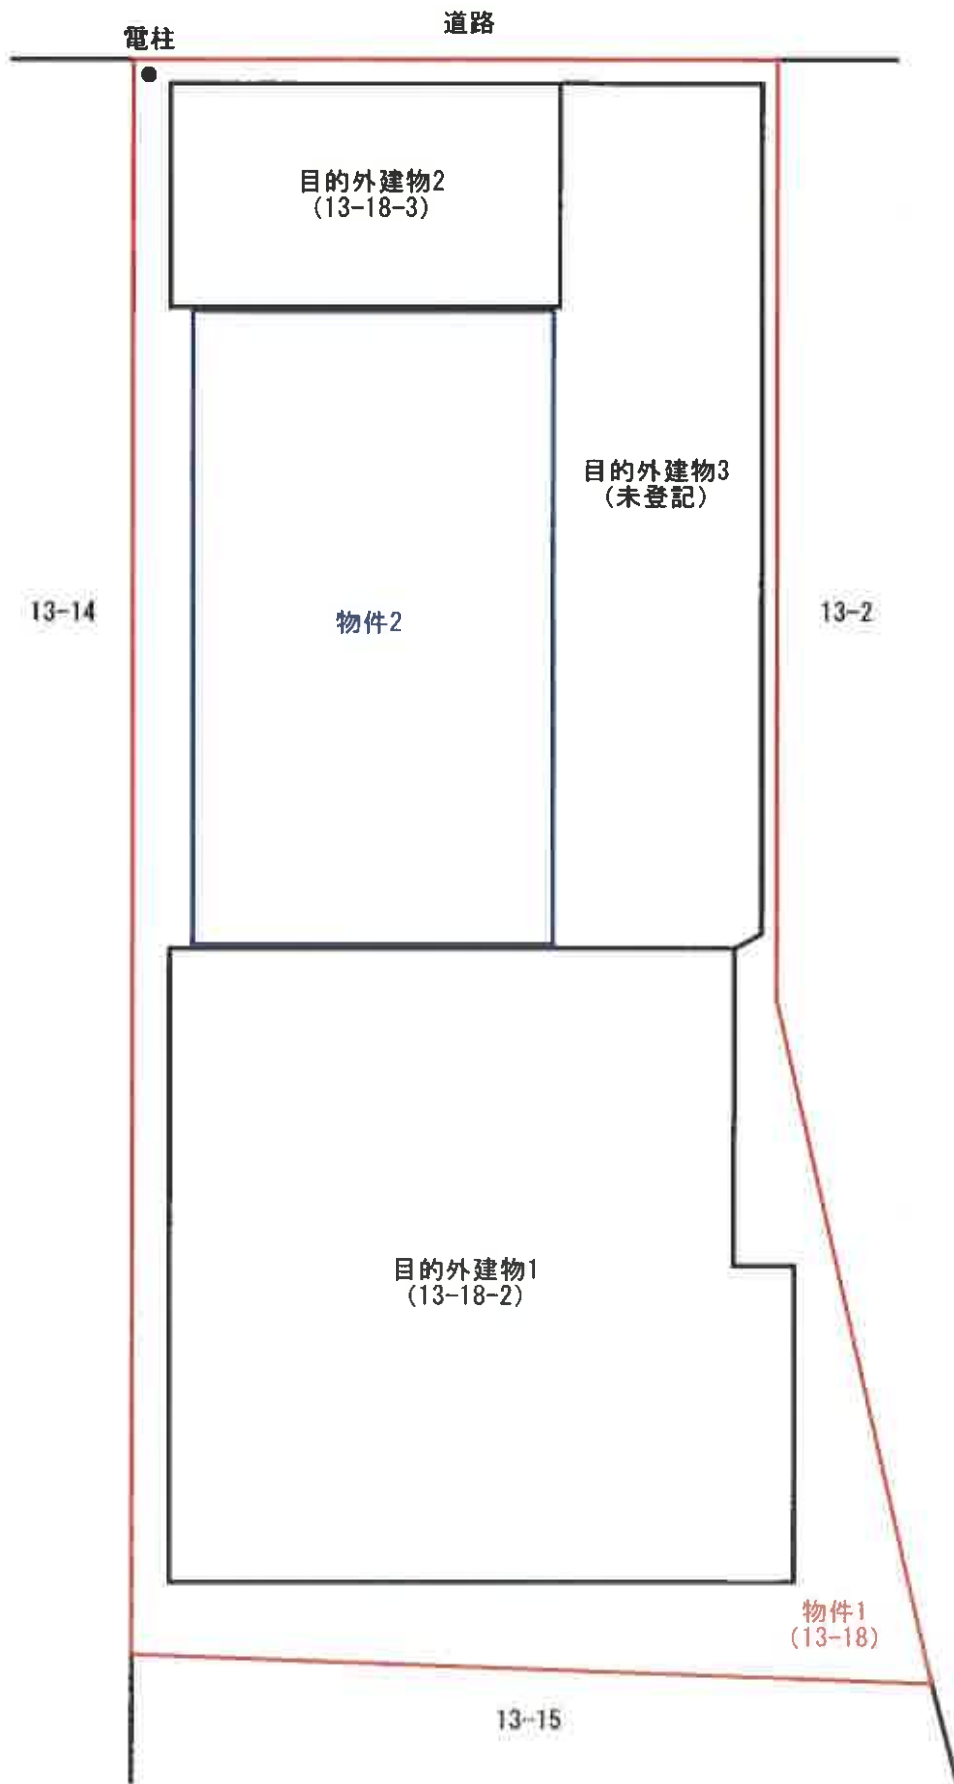 道路
電柱
目的外建物2
(13-18-3)
目的外建物3
(未登記)
13-14
物件2
13-2
目的外建物1
(13-18-2)
物件1
(13-18)
13-15